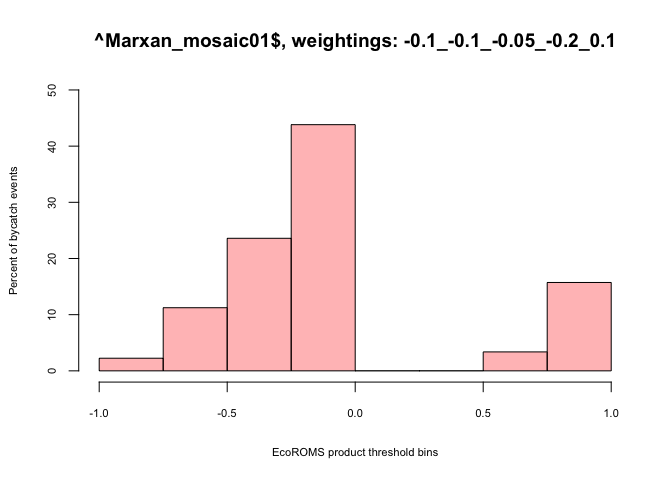 ^Marxan_mosaic01$, weightings: -0.1_-0.1_-0.05_-0.2_0.1
50
40
30
20
10
0
Percent of bycatch events
-1.0 -0.5 0.0 0.5 1.0
EcoROMS product threshold bins